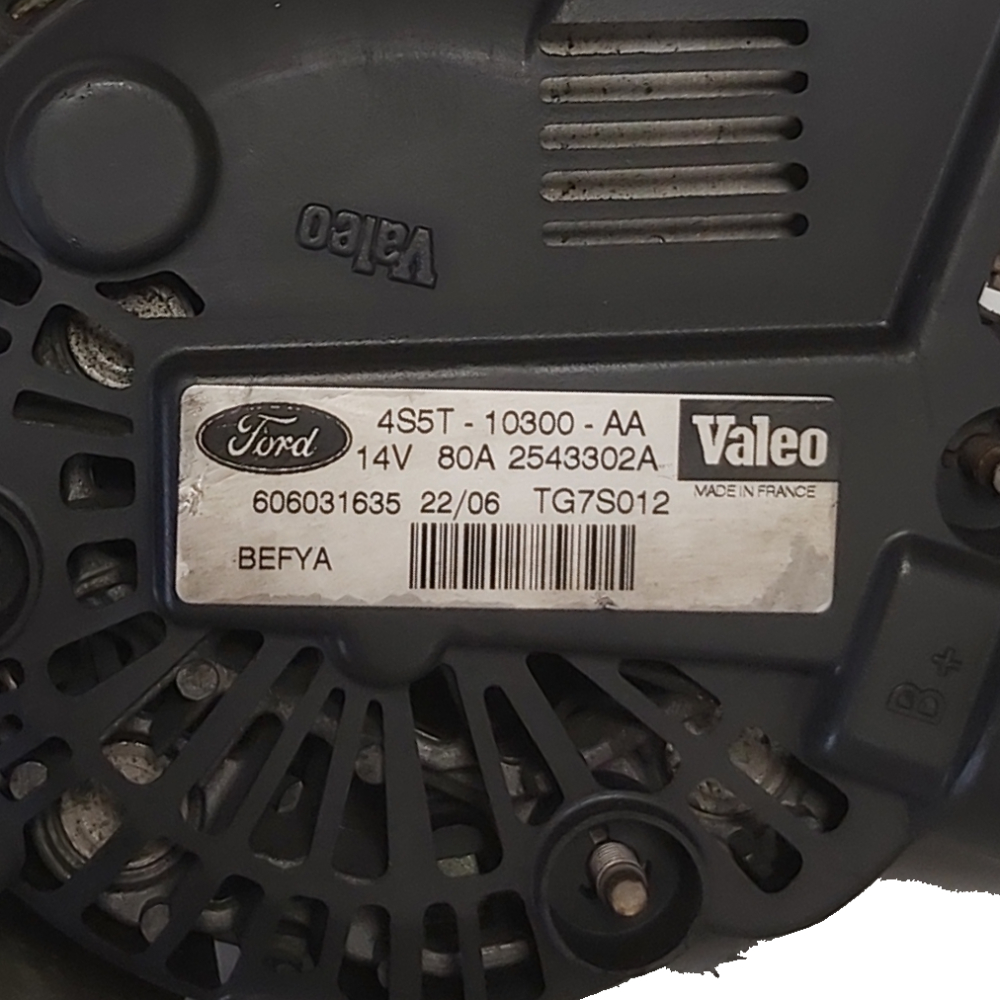 Valeo
Ford
4S5T - 10300 - AA
14V 80A 2543302A
Valeo
MADE IN FRANCE
606031635 22/06 TG7S012
BEFYA
B+